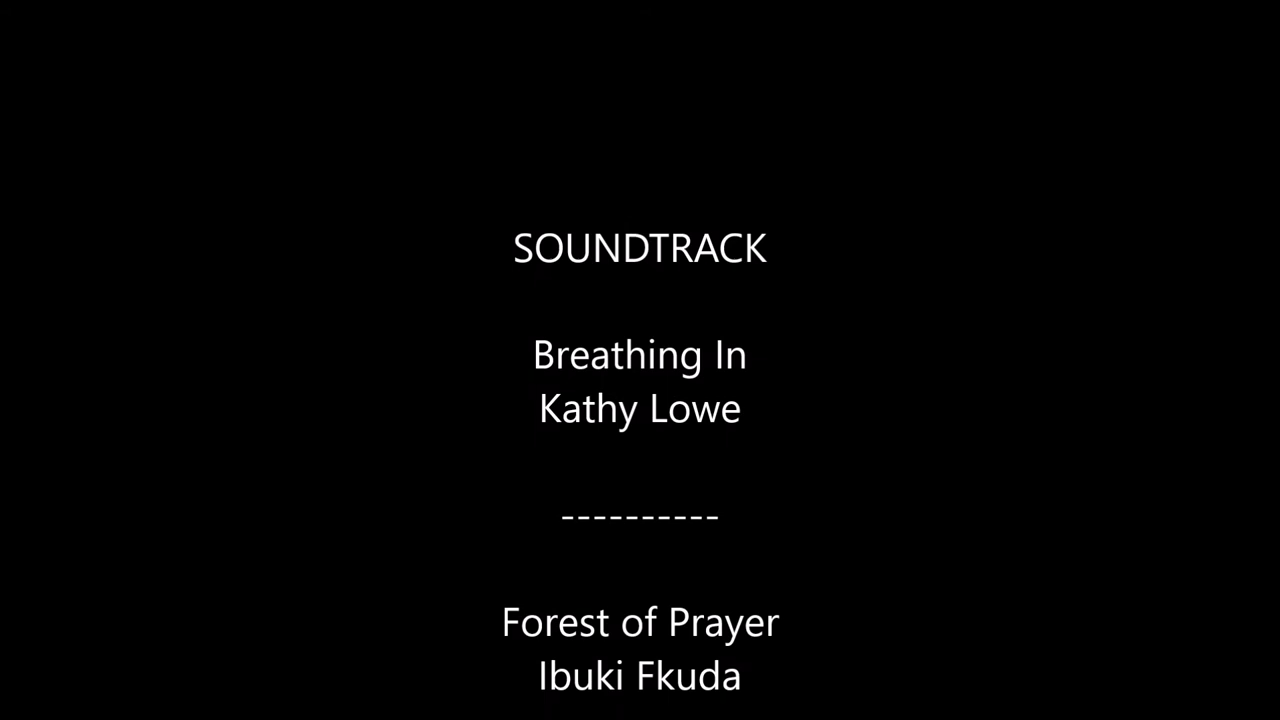 SOUNDTRACK
Breathing In
Kathy Lowe
----------
Forest of Prayer
Ibuki Fkuda